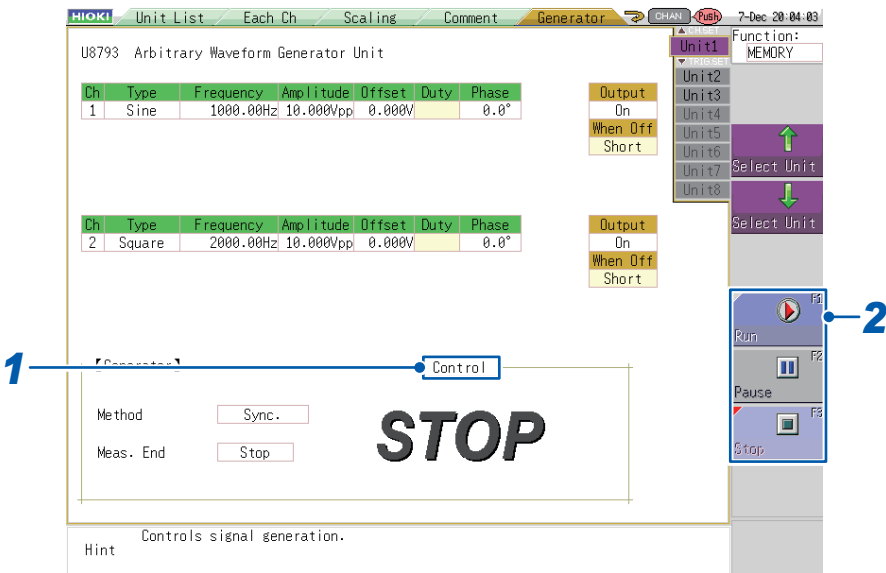 HIOKI Unit List Each Ch Scaling Comment Generator CHAN Push 7-Dec 20:04:03
▲CH SET
Unit1
▼TRIG.SET
Unit2
Unit3
Unit4
Unit5
Unit6
Unit7
Unit8
Function:
MEMORY
Select Unit
Select Unit
U8793 Arbitrary Waveform Generator Unit
Ch Type Frequency Amplitude Offset Duty Phase
1 Sine 1000.00Hz 10.000Vpp 0.000V 0.0°
Output
On
When Off
Short
Ch Type Frequency Amplitude Offset Duty Phase
2 Square 2000.00Hz 10.000Vpp 0.000V 0.0°
Output
On
When Off
Short
F1
Run
F2
Pause
F3
Stop
2
1
【Generator】 Control
Method Sync.
Meas. End Stop
STOP
Hint Controls signal generation.